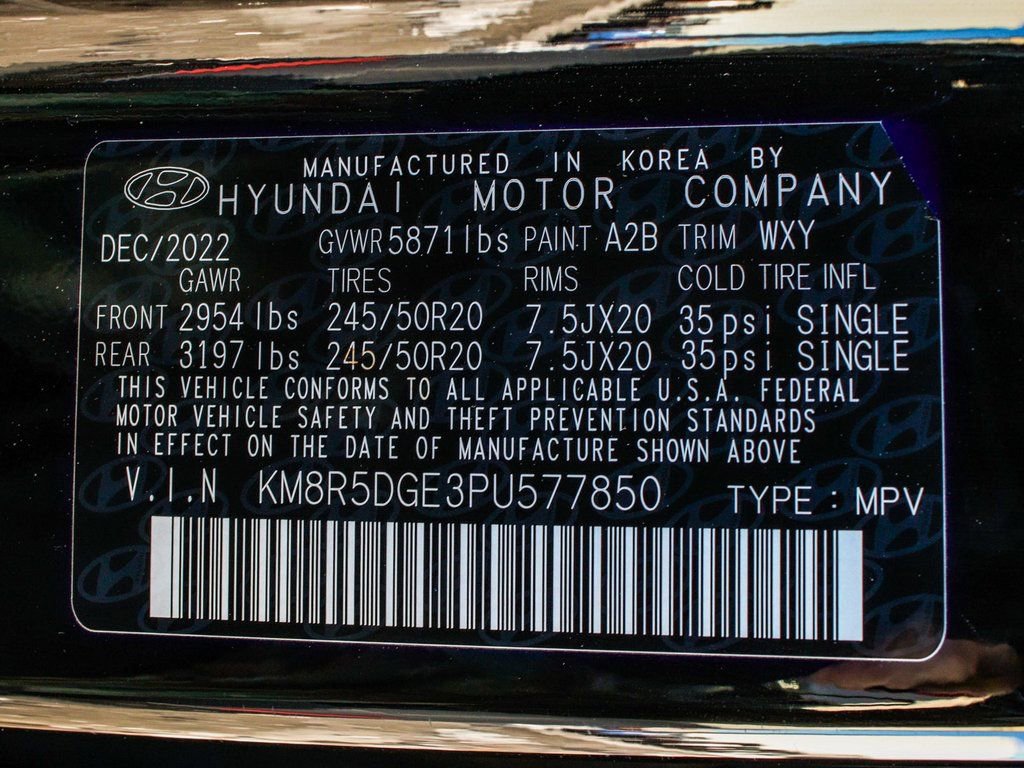 MANUFACTURED IN KOREA BY
HYUNDAI MOTOR COMPANY
DEC/2022 GVWR 5871lbs PAINT A2B TRIM WXY
GAWR TIRES RIMS COLD TIRE INFL
FRONT 2954 lbs 245/50R20 7.5JX20 35psi SINGLE
REAR 3197 lbs 245/50R20 7.5JX20 35psi SINGLE
THIS VEHICLE CONFORMS TO ALL APPLICABLE U.S.A. FEDERAL
MOTOR VEHICLE SAFETY AND THEFT PREVENTION STANDARDS
IN EFFECT ON THE DATE OF MANUFACTURE SHOWN ABOVE
V.I.N KM8R5DGE3PU577850 TYPE : MPV